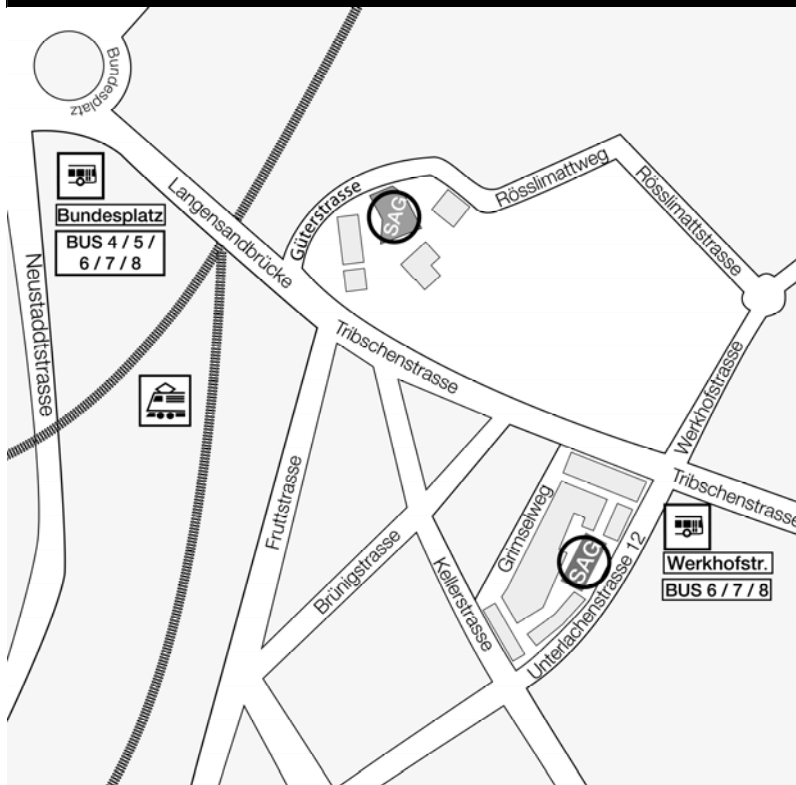 Bundesplatz
Bundesplatz
BUS 4 / 5 /
6 / 7 / 8
Langensandbrücke
Neustaddtstrasse
Güterstrasse
SAG
Rösslimattweg
Rösslimattstrasse
Tribschenstrasse
Werkhofstrasse
Tribschenstrasse
Fruttstrasse
Brünigstrasse
Kellerstrasse
Grimselweg
SAG
Unterlachenstrasse 12
Werkhofstr.
BUS 6 / 7 / 8